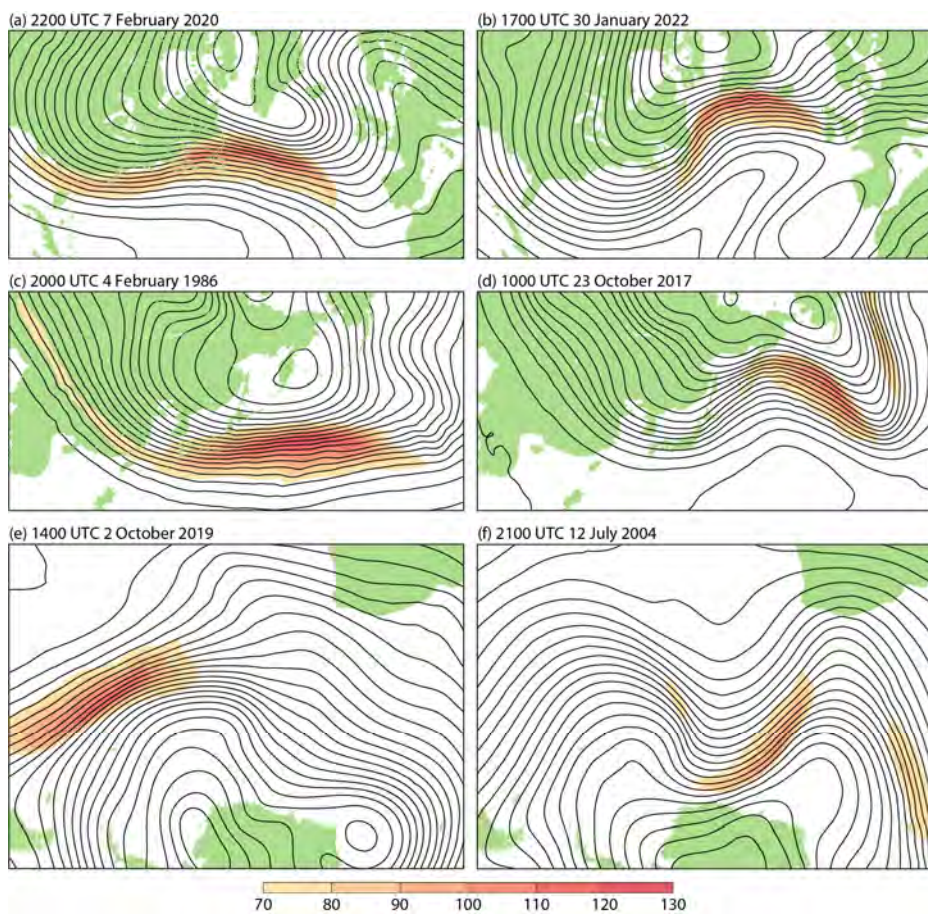 (a) 2200 UTC 7 February 2020
(b) 1700 UTC 30 January 2022
(c) 2000 UTC 4 February 1986
(d) 1000 UTC 23 October 2017
(e) 1400 UTC 2 October 2019
(f) 2100 UTC 12 July 2004
70 80 90 100 110 120 130